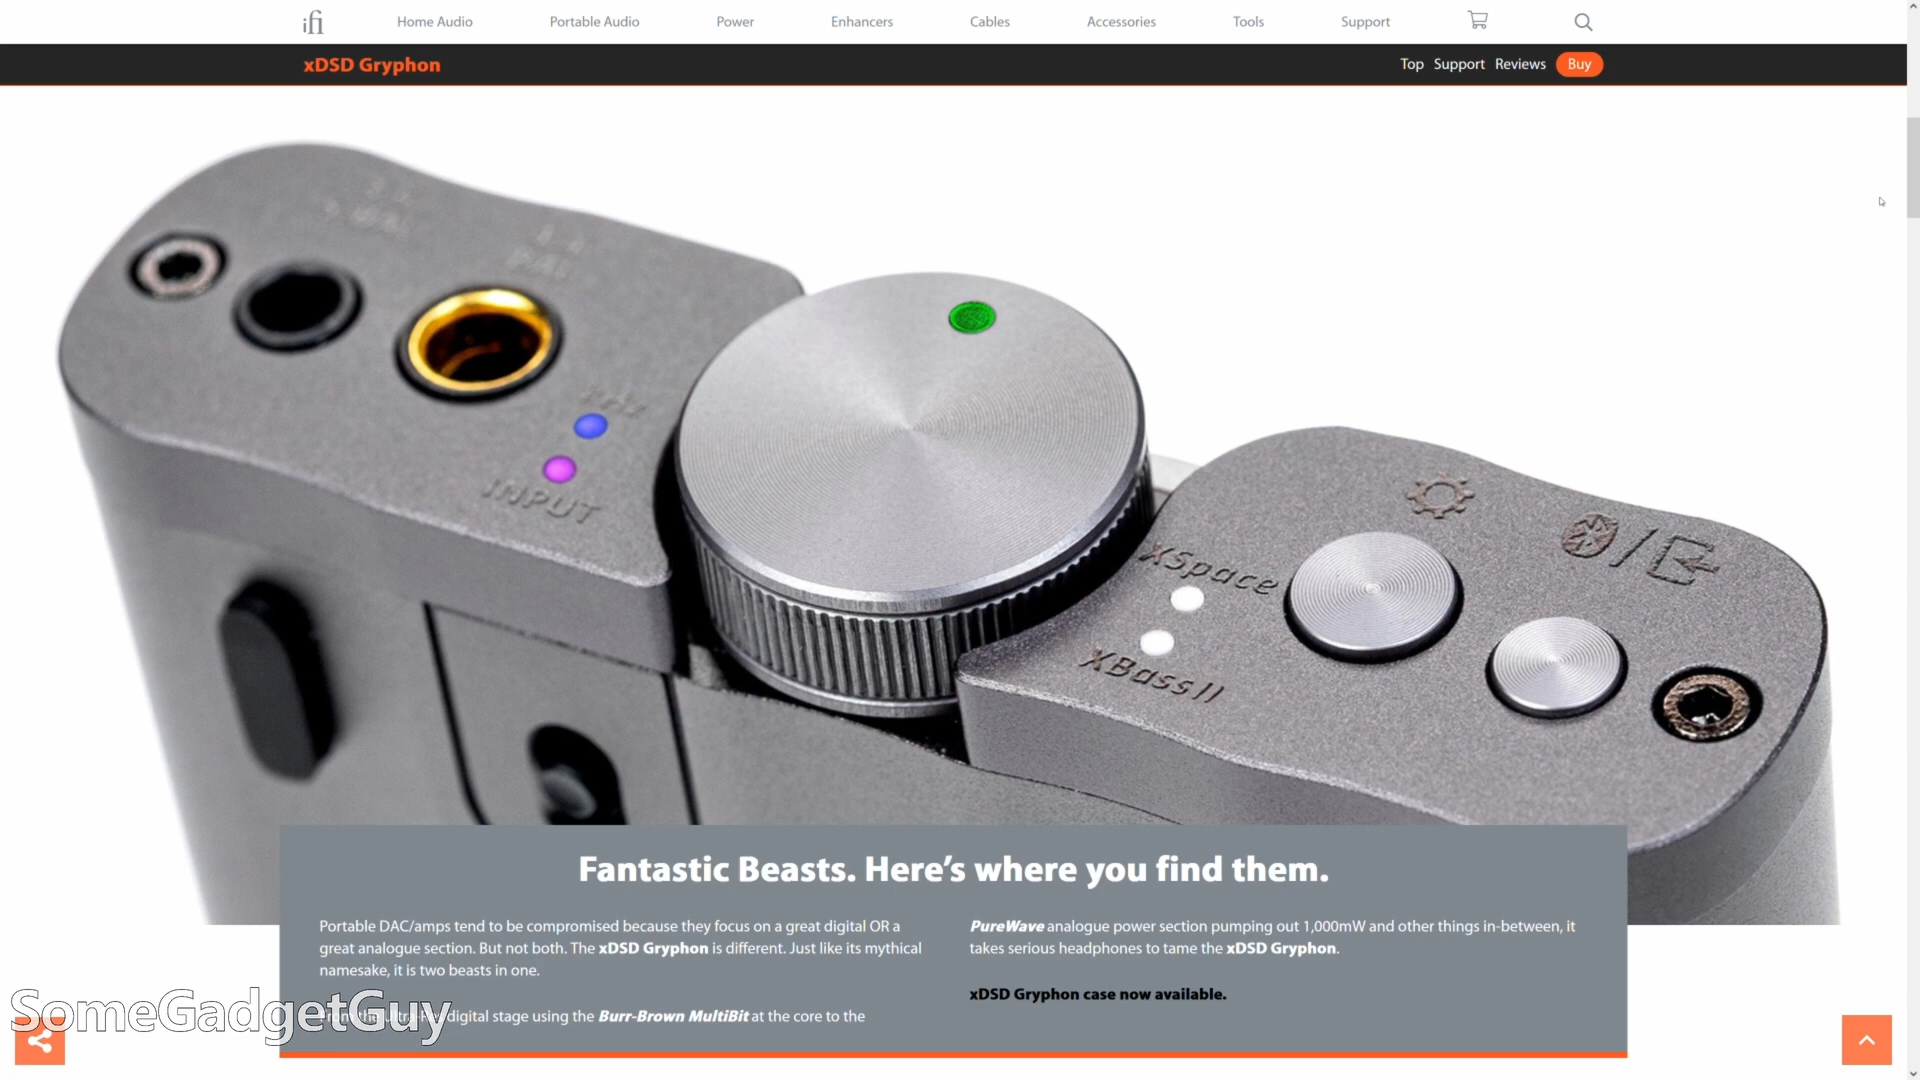 ifi
Home Audio
Portable Audio
Power
Enhancers
Cables
Accessories
Tools
Support
xDSD Gryphon
Top
Support
Reviews
Buy
INPUT
XSpace
XBassII
Fantastic Beasts. Here's where you find them.
Portable DAC/amps tend to be compromised because they focus on a great digital OR a
great analogue section. But not both. The xDSD Gryphon is different. Just like its mythical
namesake, it is two beasts in one.
From the Ultra-Res digital stage using the Burr-Brown MultiBit at the core to the
PureWave analogue power section pumping out 1,000mW and other things in-between, it
takes serious headphones to tame the xDSD Gryphon.
xDSD Gryphon case now available.
SomeGadgetGuy